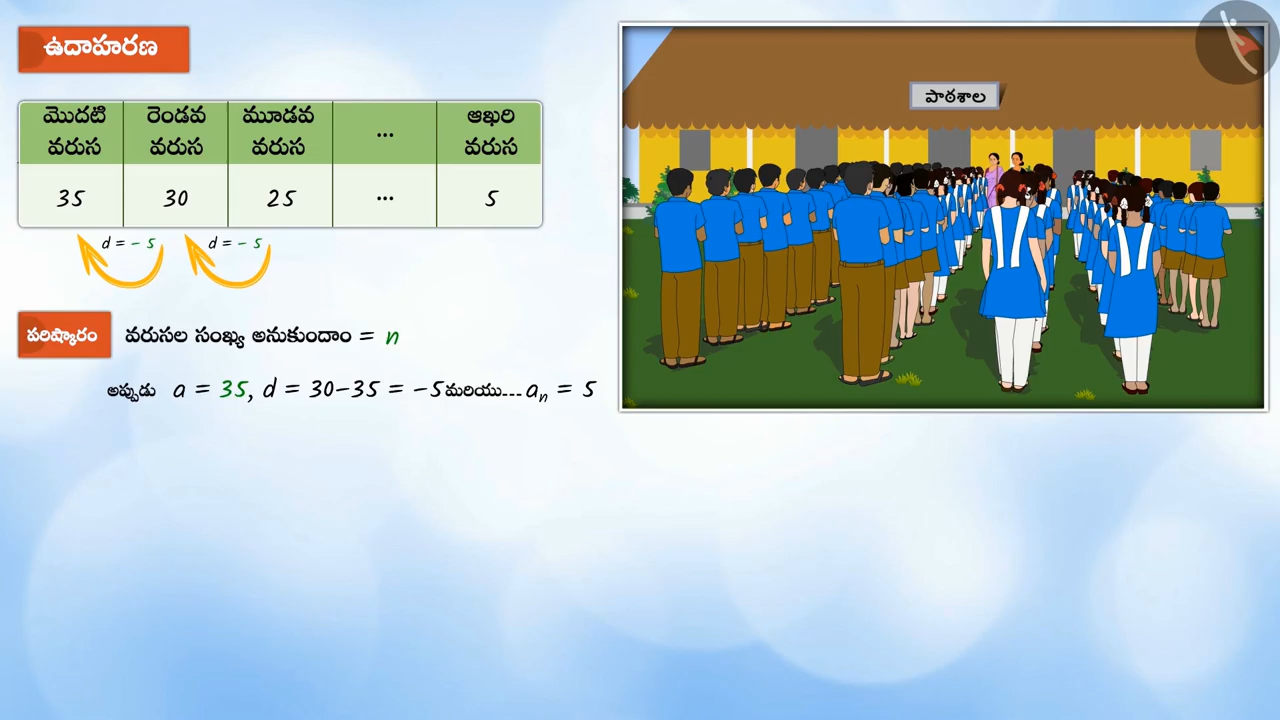 ఉదాహరణ
మొదటి వరుస రెండవ వరుస మూడవ వరుస ... ఆఖరి వరుస
35 30 25 ... 5
d = - 5 d = - 5
పరిష్కారం వరుసల సంఖ్య అనుకుందాం = n
అప్పుడు a = 35, d = 30-35 = -5 మరియు--- aₙ = 5
పాఠశాల